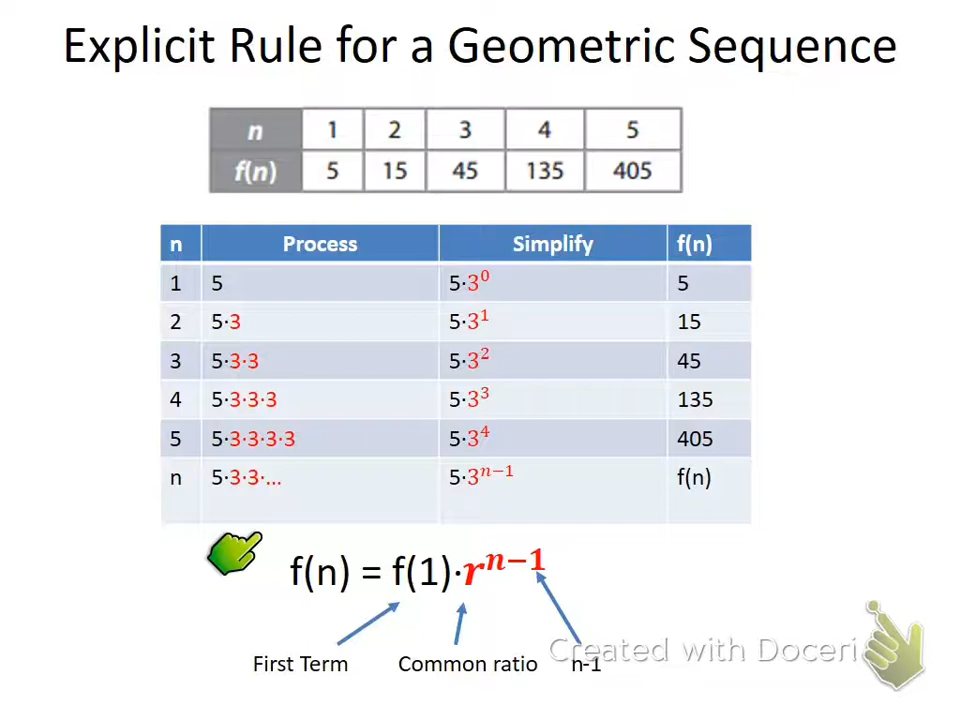 Explicit Rule for a Geometric Sequence
n 1 2 3 4 5
f(n) 5 15 45 135 405
n Process Simplify f(n)
1 5 5·3⁰ 5
2 5·3 5·3¹ 15
3 5·3·3 5·3² 45
4 5·3·3·3 5·3³ 135
5 5·3·3·3·3 5·3⁴ 405
n 5·3·3·... 5·3ⁿ⁻¹ f(n)
f(n) = f(1)·rⁿ⁻¹
First Term Common ratio n-1
Created with Doceri